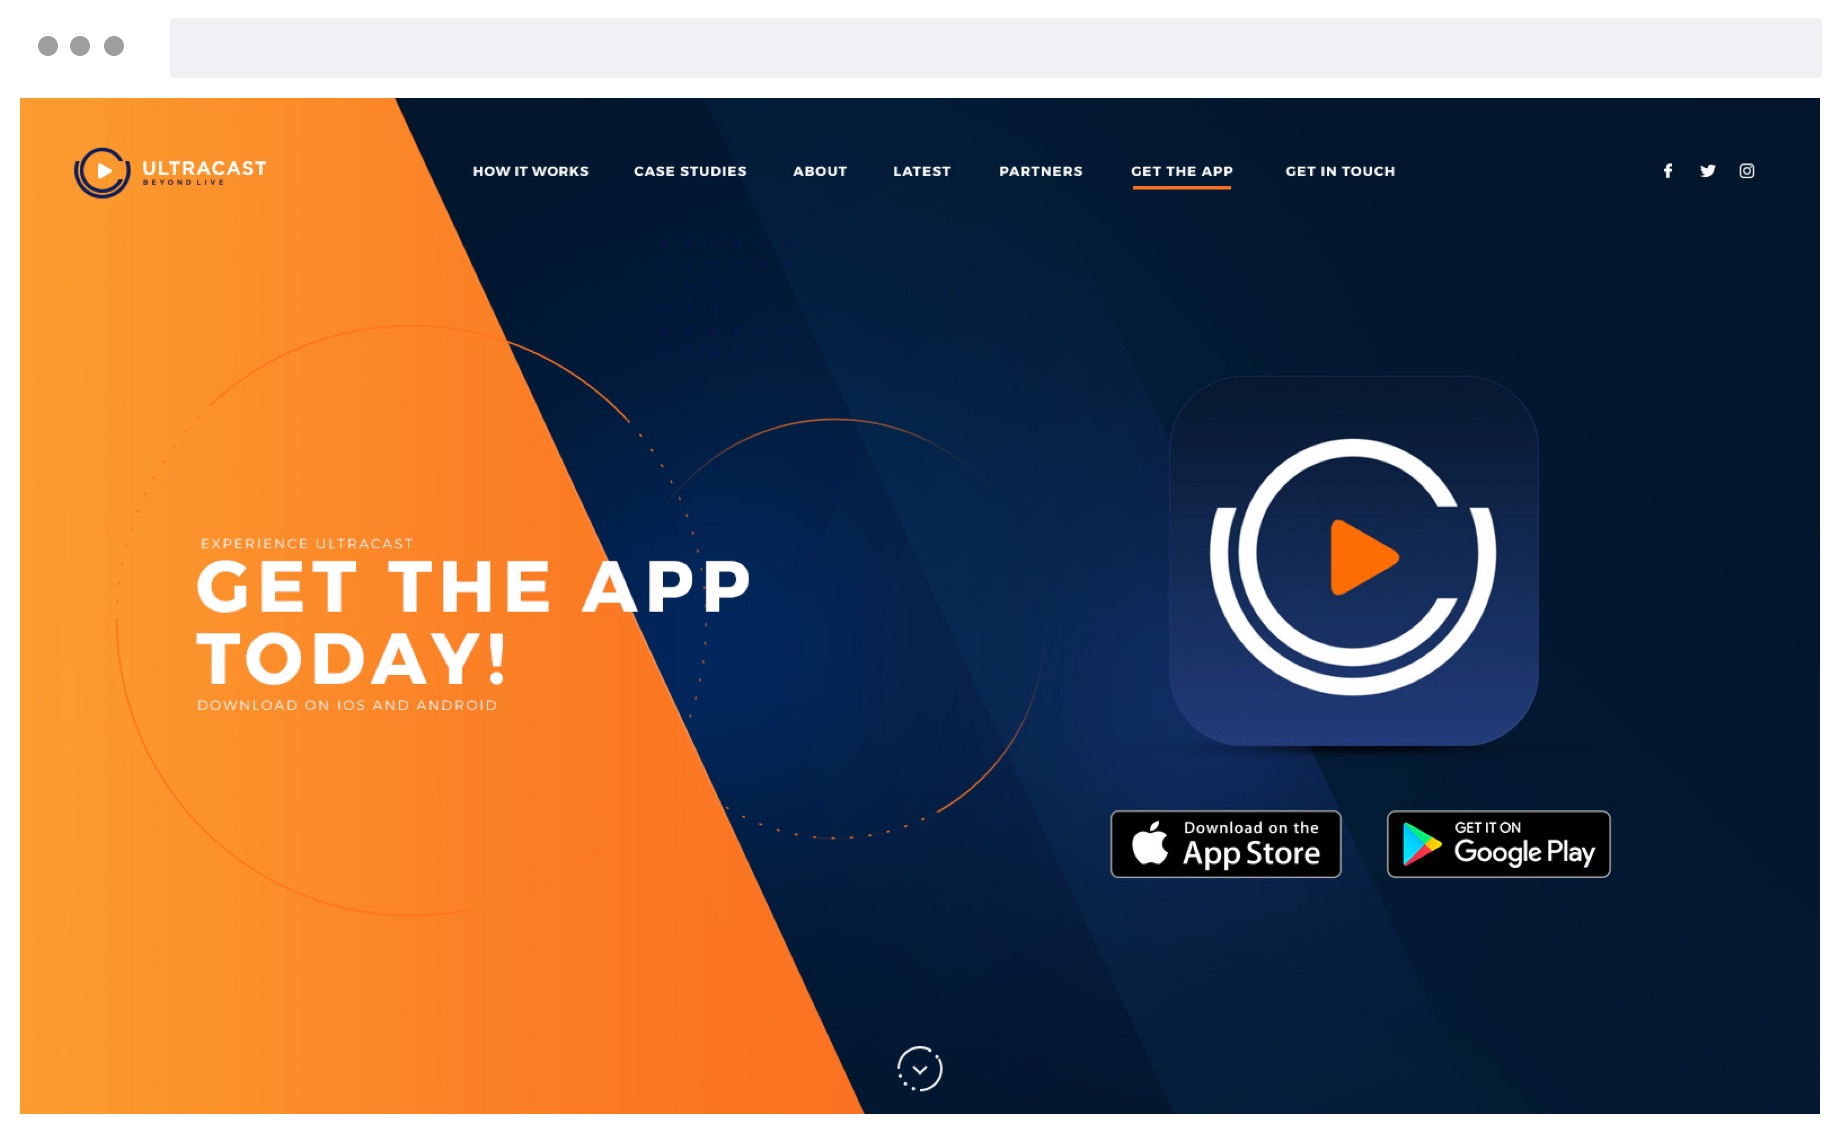 ULTRACAST
BEYOND LIVE
HOW IT WORKS
CASE STUDIES
ABOUT
LATEST
PARTNERS
GET THE APP
GET IN TOUCH
EXPERIENCE ULTRACAST
GET THE APP
TODAY!
DOWNLOAD ON IOS AND ANDROID
Download on the
App Store
GET IT ON
Google Play